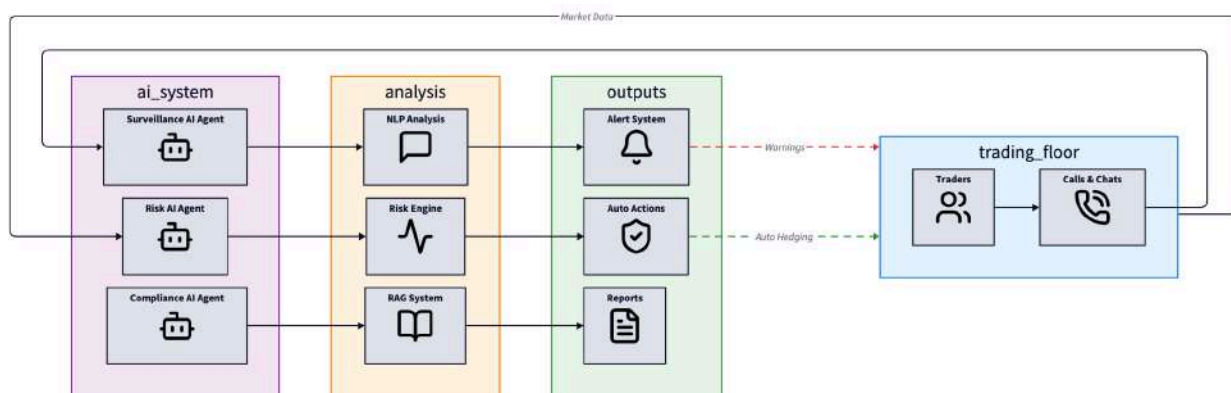 Market Data
ai_system
analysis
outputs
Surveillance AI Agent
NLP Analysis
Alert System
Warnings
trading_floor
Traders
Calls & Chats
Risk AI Agent
Risk Engine
Auto Actions
Auto Hedging
Compliance AI Agent
RAG System
Reports